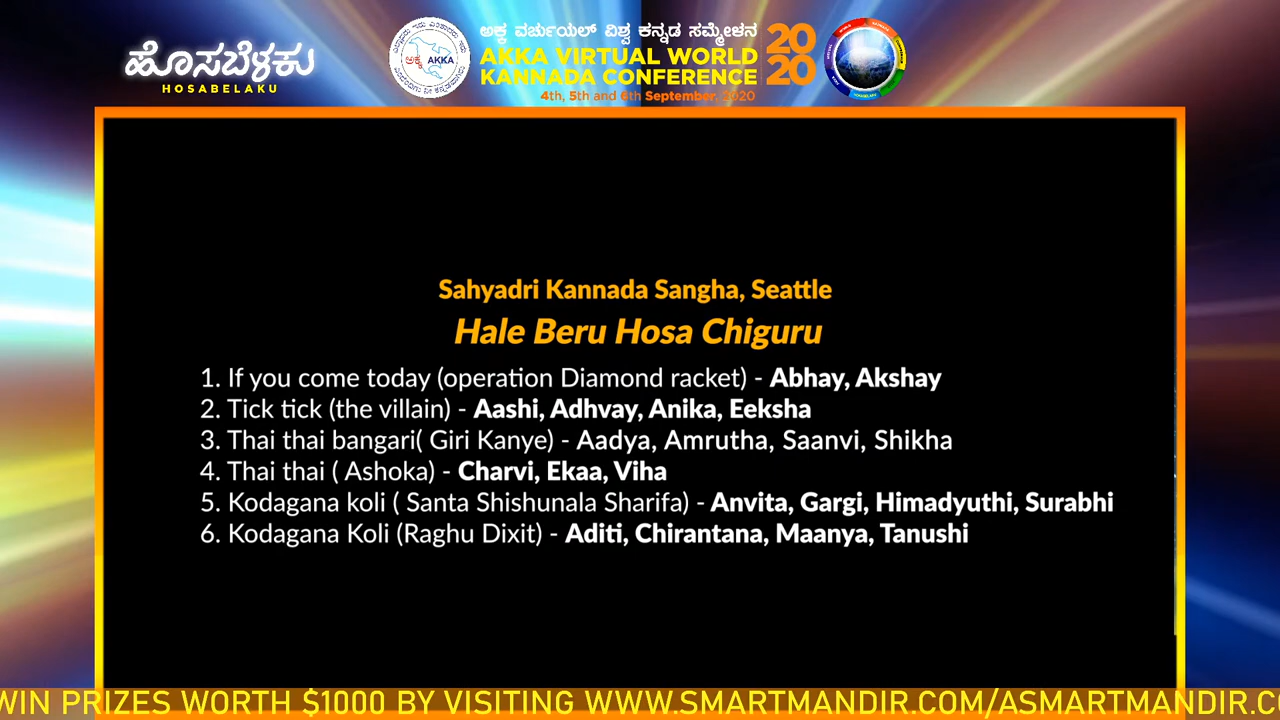 ಹೊಸಬೆಳಕು
HOSABELAKU
ಅಕ್ಕ
AKKA
ಅಕ್ಕ ವರ್ಚುಯಲ್ ವಿಶ್ವ ಕನ್ನಡ ಸಮ್ಮೇಳನ
AKKA VIRTUAL WORLD
KANNADA CONFERENCE
2020
4th, 5th and 6th September, 2020
Sahyadri Kannada Sangha, Seattle
Hale Beru Hosa Chiguru
1. If you come today (operation Diamond racket) - Abhay, Akshay
2. Tick tick (the villain) - Aashi, Adhvay, Anika, Eeksha
3. Thai thai bangari( Giri Kanye) - Aadya, Amrutha, Saanvi, Shikha
4. Thai thai ( Ashoka) - Charvi, Ekaa, Viha
5. Kodagana koli ( Santa Shishunala Sharifa) - Anvita, Gargi, Himadyuthi, Surabhi
6. Kodagana Koli (Raghu Dixit) - Aditi, Chirantana, Maanya, Tanushi
WIN PRIZES WORTH $1000 BY VISITING WWW.SMARTMANDIR.COM/ASMARTMANDIR.C